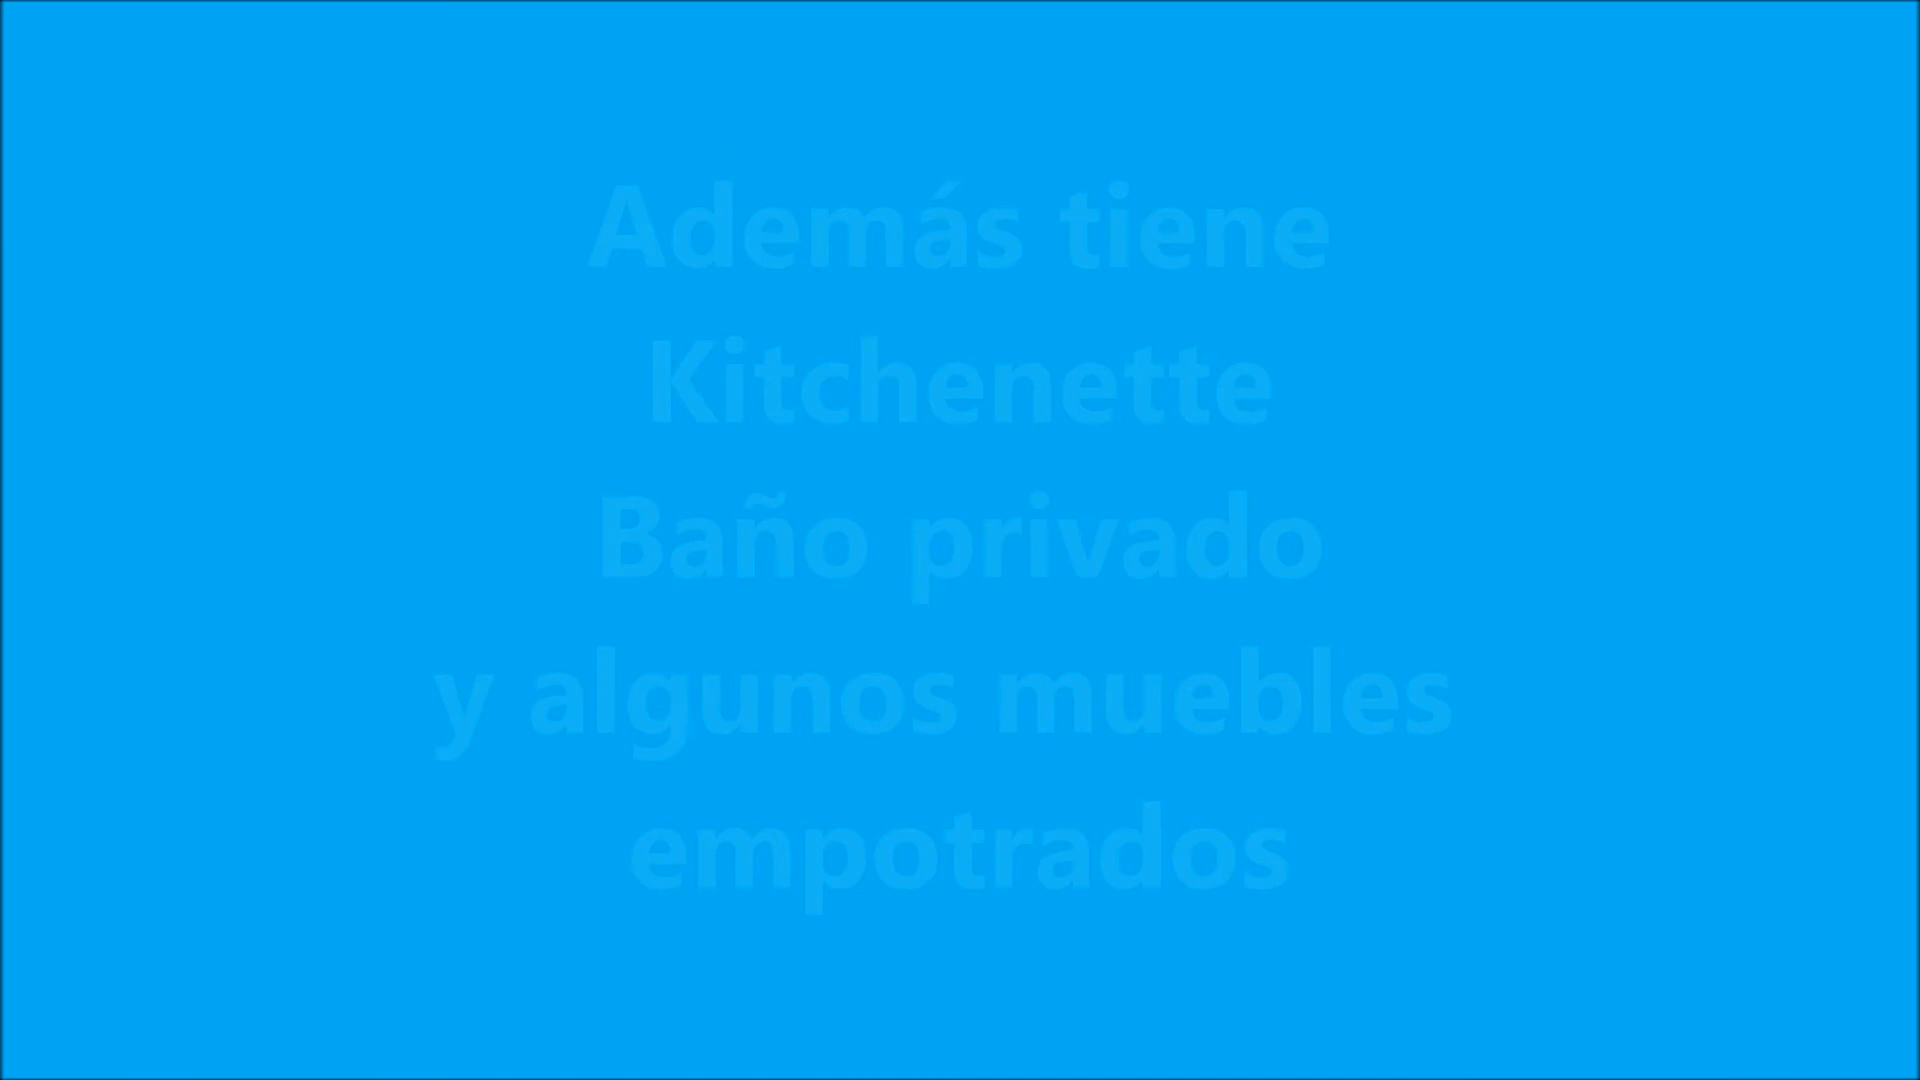 Además tiene
Kitchenette
Baño privado
y algunos muebles
empotrados